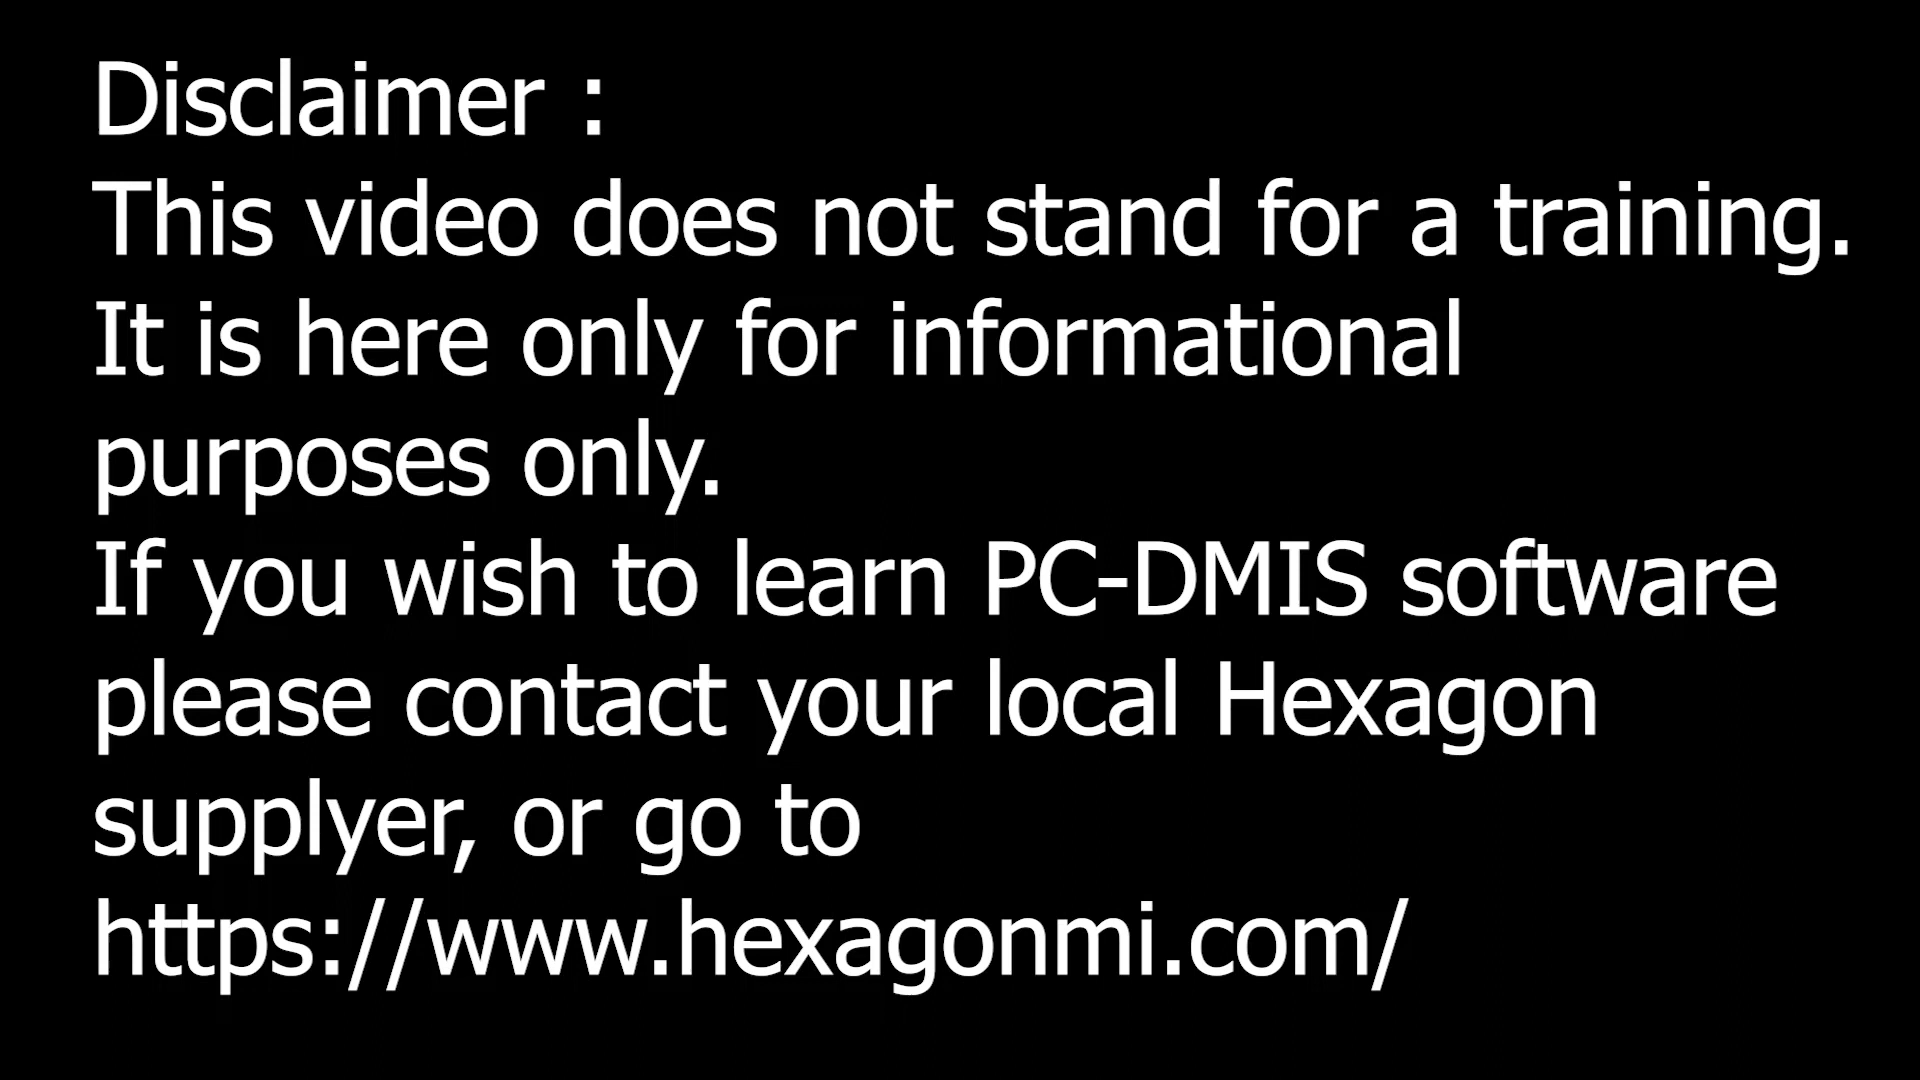 Disclaimer :
This video does not stand for a training.
It is here only for informational
purposes only.
If you wish to learn PC-DMIS software
please contact your local Hexagon
supplyer, or go to
https://www.hexagonmi.com/